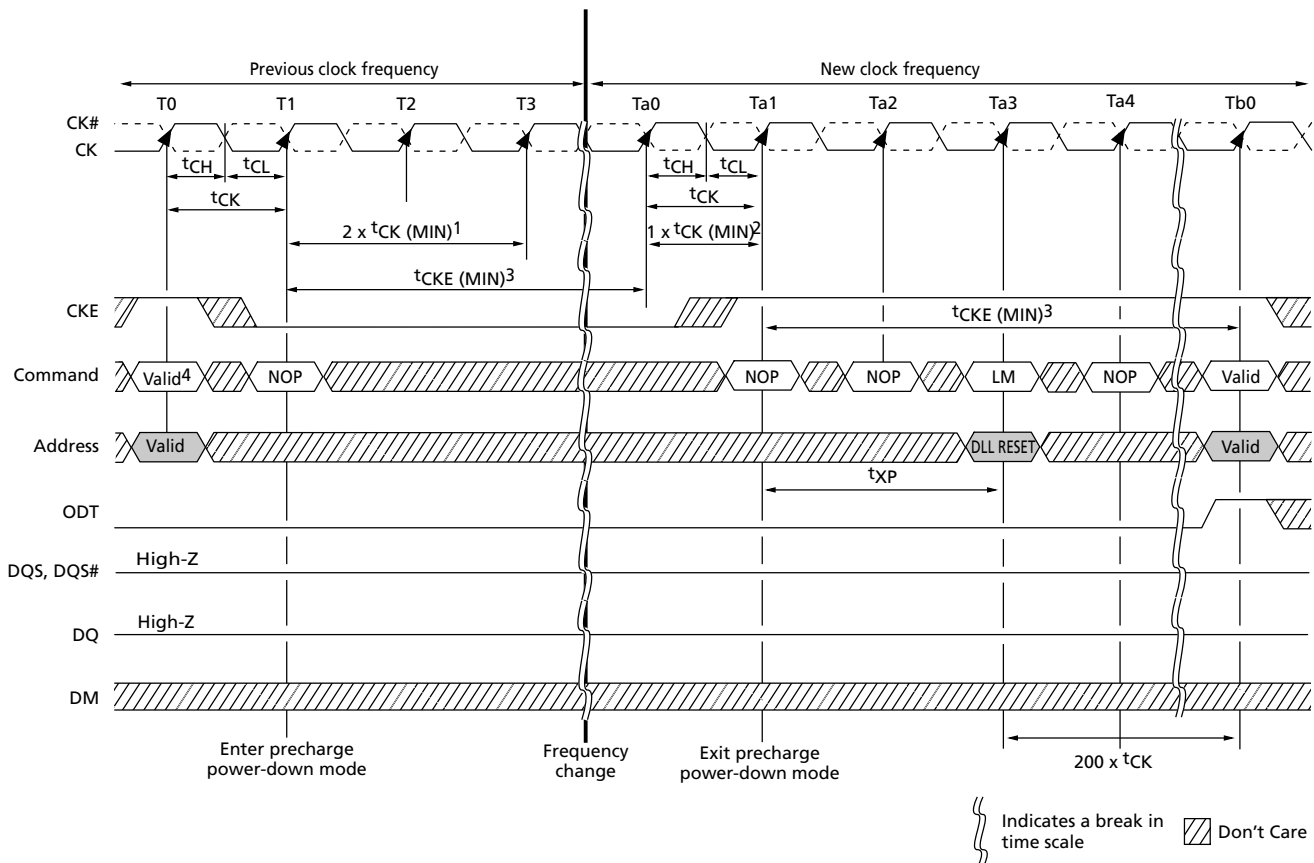 Previous clock frequency New clock frequency
T0 T1 T2 T3 Ta0 Ta1 Ta2 Ta3 Ta4 Tb0
CK#
CK
tCH tCL tCH tCL
tCK tCK
2 x tCK (MIN)1 1 x tCK (MIN)2
tCKE (MIN)3
CKE
tCKE (MIN)3
Command Valid4 NOP NOP NOP LM NOP Valid
Address Valid DLL RESET Valid
tXP
ODT
DQS, DQS# High-Z
DQ High-Z
DM
Enter precharge
power-down mode
Frequency
change
Exit precharge
power-down mode
200 x tCK
Indicates a break in
time scale
Don't Care